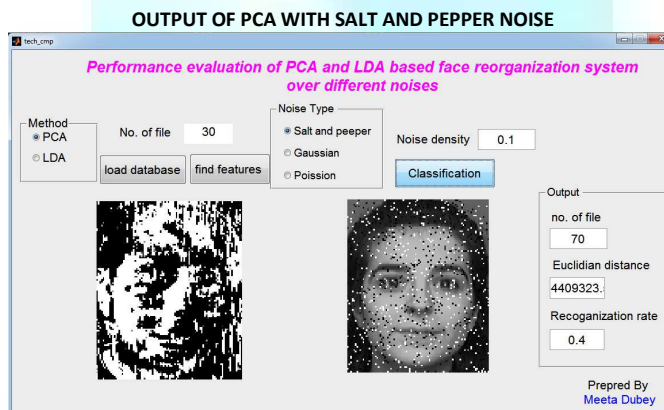 OUTPUT OF PCA WITH SALT AND PEPPER NOISE
tech_cmp
Performance evaluation of PCA and LDA based face reorganization system
over different noises
Method
PCA
LDA
No. of file 30
load database find features
Noise Type
Salt and peeper
Gaussian
Poission
Noise density 0.1
Classification
Output
no. of file
70
Euclidian distance
4409323.
Recoganization rate
0.4
Prepred By
Meeta Dubey